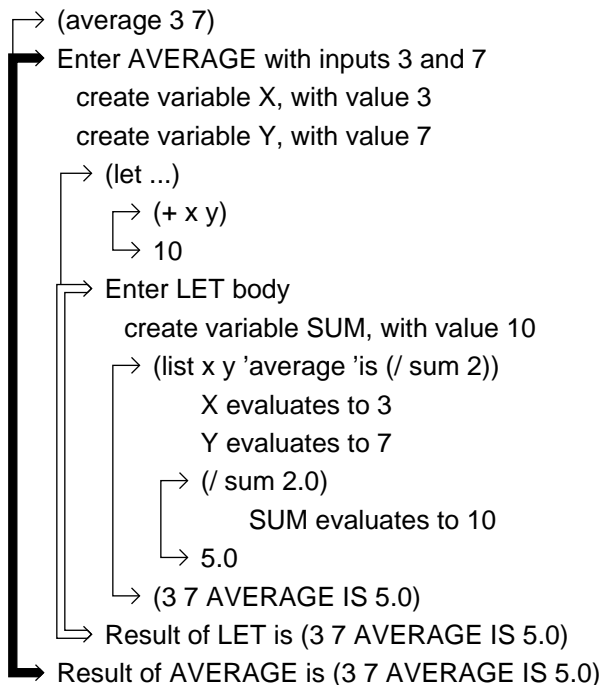 (average 3 7)
Enter AVERAGE with inputs 3 and 7
create variable X, with value 3
create variable Y, with value 7
(let ...)
(+ x y)
10
Enter LET body
create variable SUM, with value 10
(list x y ’average ’is (/ sum 2))
X evaluates to 3
Y evaluates to 7
(/ sum 2.0)
SUM evaluates to 10
5.0
(3 7 AVERAGE IS 5.0)
Result of LET is (3 7 AVERAGE IS 5.0)
Result of AVERAGE is (3 7 AVERAGE IS 5.0)